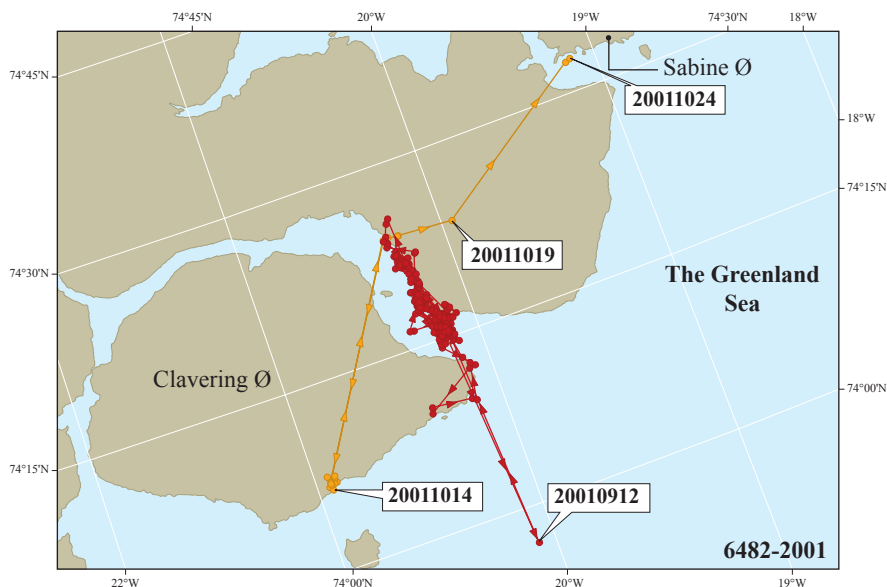 74°45'N
20°W
19°W
74°30'N
18°W
74°45'N
Sabine Ø
20011024
18°W
74°15'N
20011019
74°30'N
The Greenland
Sea
Clavering Ø
74°00'N
74°15'N
20011014
20010912
6482-2001
22°W
74°00'N
20°W
19°W